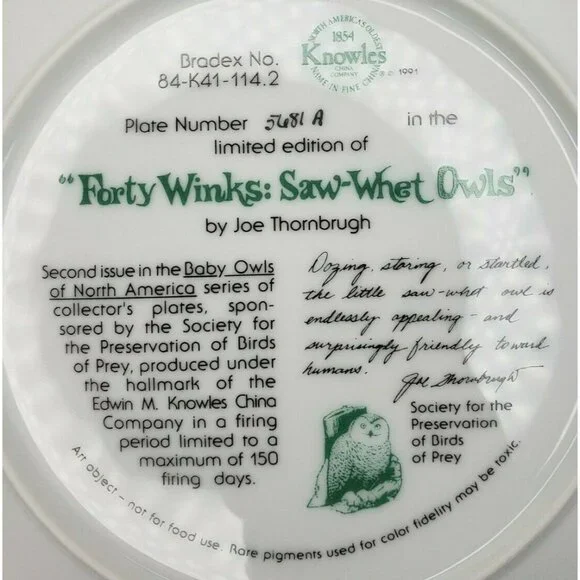 NORTH AMERICA'S OLDEST
1854
Knowles
CHINA
COMPANY
NAME IN FINE CHINA
Bradex No.
84-K41-114.2
® © 1991
Plate Number 5681 A in the
limited edition of
"Forty Winks: Saw-Whet Owls"
by Joe Thornbrugh
Second issue in the Baby Owls
of North America series of
collector's plates, spon-
sored by the Society for
the Preservation of Birds
of Prey, produced under
the hallmark of the
Edwin M. Knowles China
Company in a firing
period limited to a
maximum of 150
firing days.
Dozing, staring, or startled,
the little saw-whet owl is
endlessly appealing - and
surprisingly friendly toward
humans.
Joe Thornbrugh
Society for the
Preservation
of Birds
of Prey
Art object – not for food use. Rare pigments used for color fidelity may be toxic.